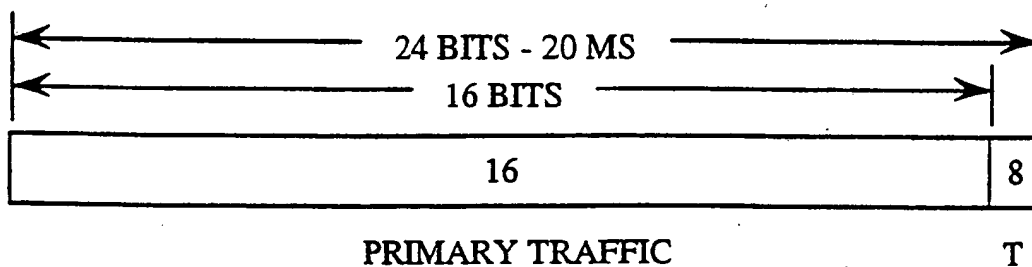 24 BITS - 20 MS
16 BITS
16 8
PRIMARY TRAFFIC T